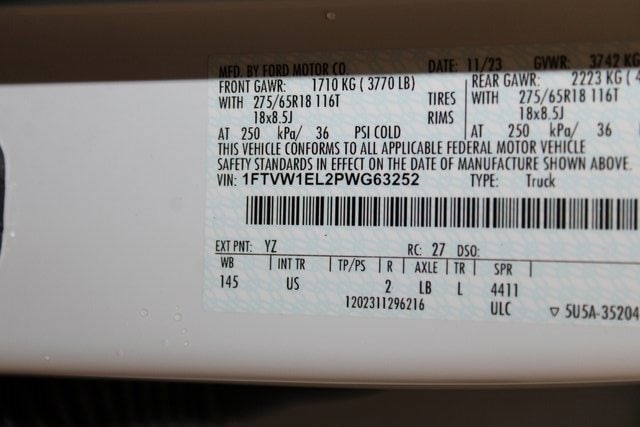 MFD. BY FORD MOTOR CO. DATE: 11/23 GVWR: 3742 KG
FRONT GAWR: 1710 KG ( 3770 LB) REAR GAWR: 2223 KG ( 4
WITH 275/65R18 116T TIRES WITH 275/65R18 116T
18x8.5J RIMS 18x8.5J
AT 250 kPa/ 36 PSI COLD AT 250 kPa/ 36
THIS VEHICLE CONFORMS TO ALL APPLICABLE FEDERAL MOTOR VEHICLE
SAFETY STANDARDS IN EFFECT ON THE DATE OF MANUFACTURE SHOWN ABOVE.
VIN: 1FTVW1EL2PWG63252 TYPE: Truck
EXT PNT: YZ RC: 27 DSO:
WB | INT TR | TP/PS | R | AXLE | TR | SPR
145 US 2 LB L 4411
1202311296216 ULC ▽ 5U5A-35204